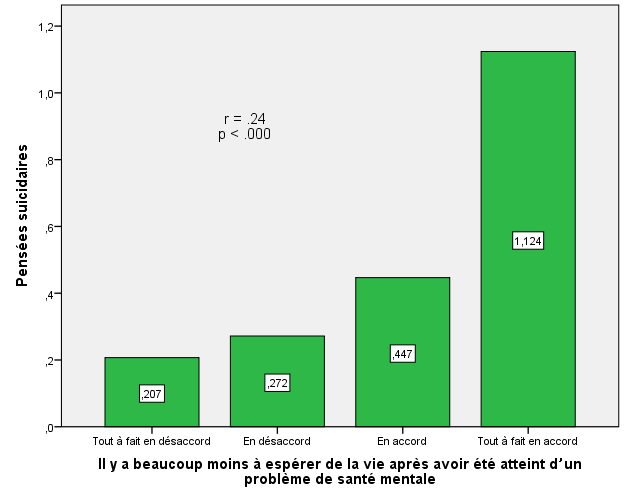 1,2
1,0
,8
,6
,4
,2
,0
Pensées suicidaires
r = .24
p < .000
,207
,272
,447
1,124
Tout à fait en désaccord
En désaccord
En accord
Tout à fait en accord
Il y a beaucoup moins à espérer de la vie après avoir été atteint d’un
problème de santé mentale